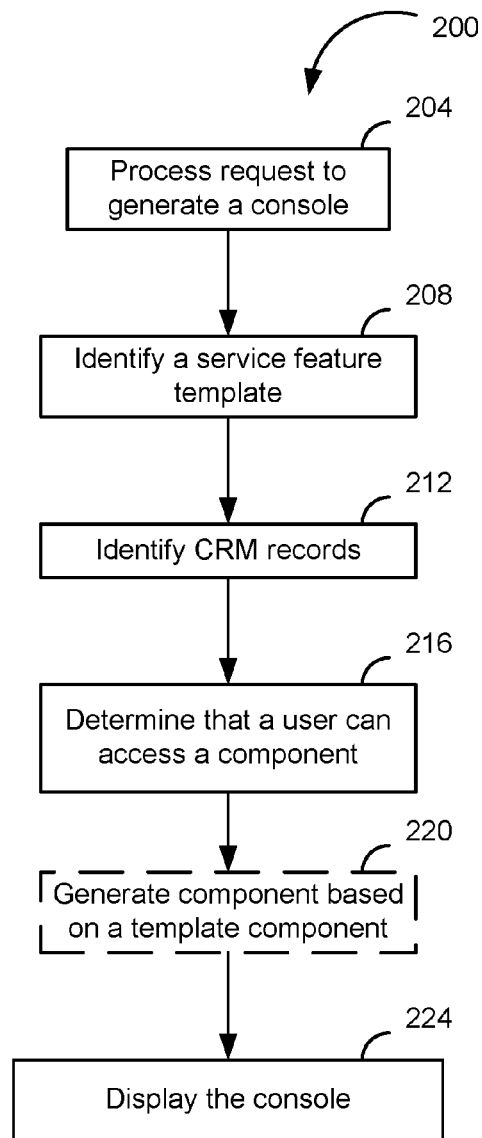 200
204
Process request to
generate a console
208
Identify a service feature
template
212
Identify CRM records
216
Determine that a user can
access a component
220
Generate component based
on a template component
224
Display the console